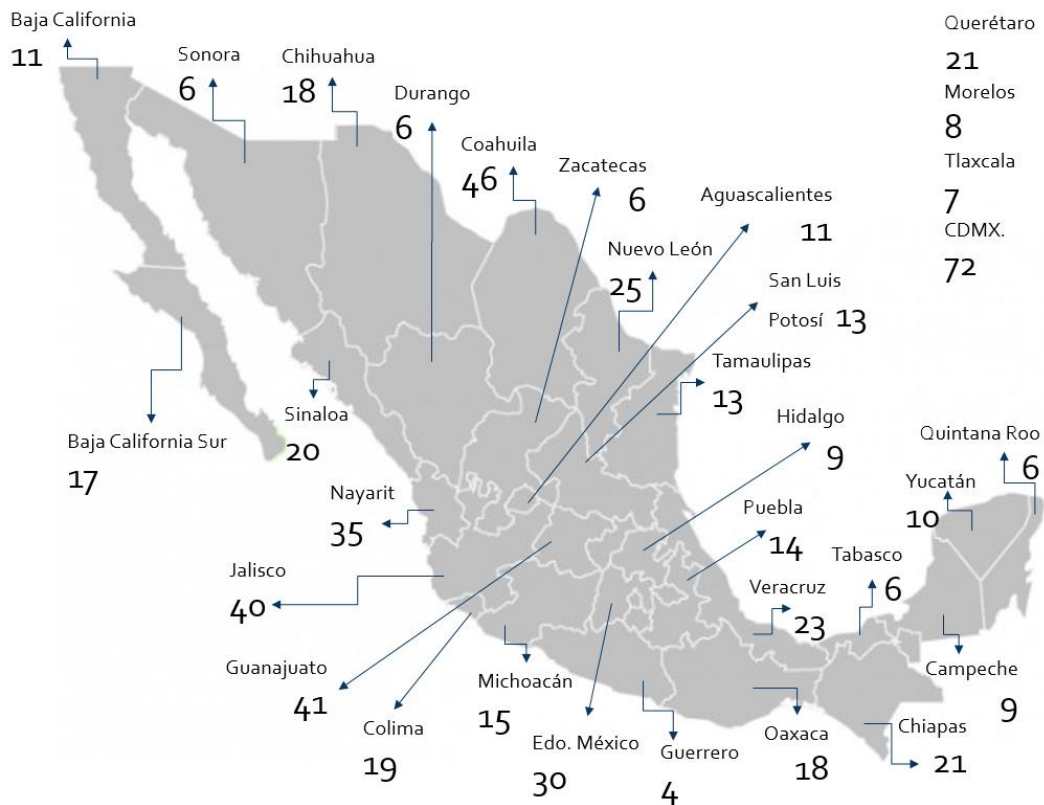 Baja California
11
Sonora
6
Chihuahua
18
Durango
6
Coahuila
46
Zacatecas
6
Aguascalientes
11
Nuevo León
25
San Luis
Potosí 13
Tamaulipas
13
Hidalgo
9
Querétaro
21
Morelos
8
Tlaxcala
7
CDMX.
72
Baja California Sur
17
Sinaloa
20
Nayarit
35
Jalisco
40
Guanajuato
41
Colima
19
Michoacán
15
Edo. México
30
Guerrero
4
Puebla
14
Veracruz
23
Oaxaca
18
Tabasco
6
Quintana Roo
6
Yucatán
10
Campeche
9
Chiapas
21